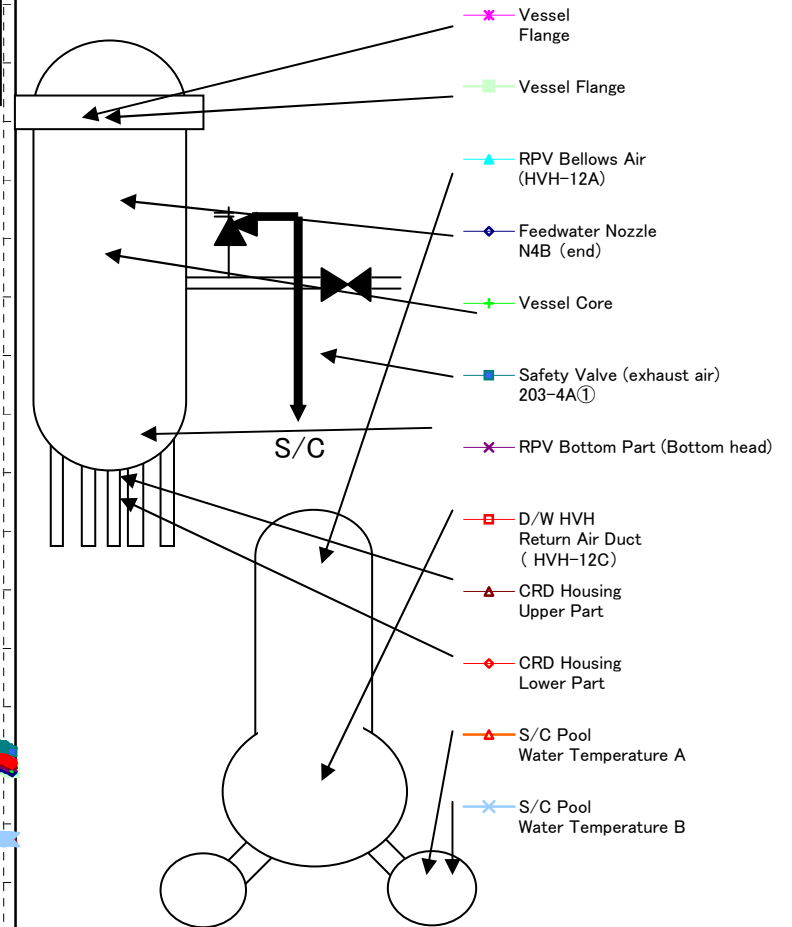 Vessel
Flange
Vessel Flange
RPV Bellows Air
(HVH-12A)
Feedwater Nozzle
N4B (end)
Vessel Core
Safety Valve (exhaust air)
203-4A①
RPV Bottom Part (Bottom head)
S/C
D/W HVH
Return Air Duct
( HVH-12C)
CRD Housing
Upper Part
CRD Housing
Lower Part
S/C Pool
Water Temperature A
S/C Pool
Water Temperature B